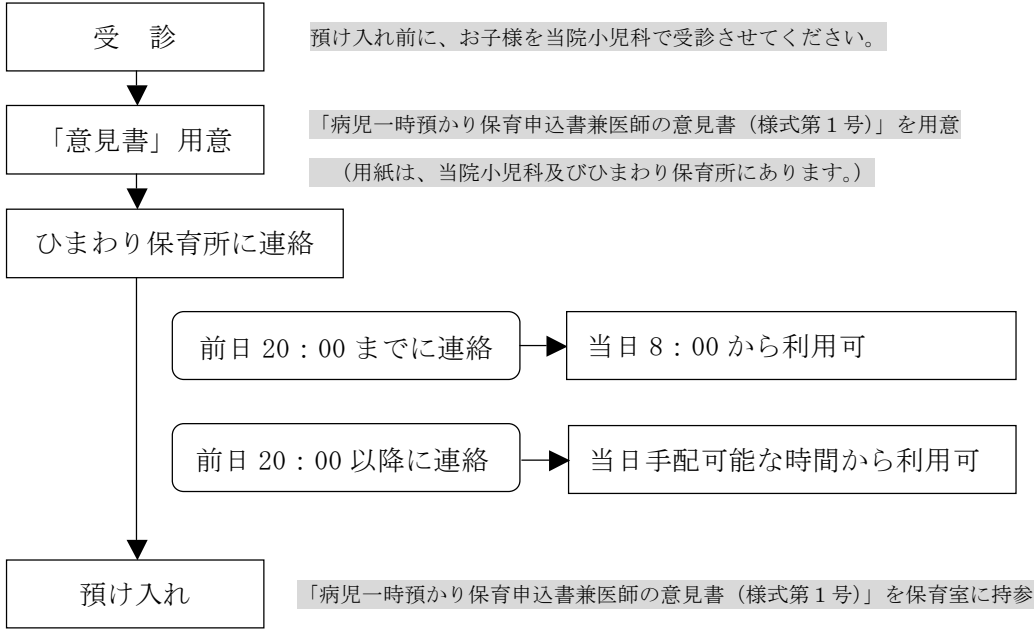 受　診
預け入れ前に、お子様を当院小児科で受診させてください。
「意見書」用意
「病児一時預かり保育申込書兼医師の意見書（様式第１号）」を用意
（用紙は、当院小児科及びひまわり保育所にあります。）
ひまわり保育所に連絡
前日 20：00 までに連絡
当日 8：00 から利用可
前日 20：00 以降に連絡
当日手配可能な時間から利用可
預け入れ
「病児一時預かり保育申込書兼医師の意見書（様式第１号）」を保育室に持参